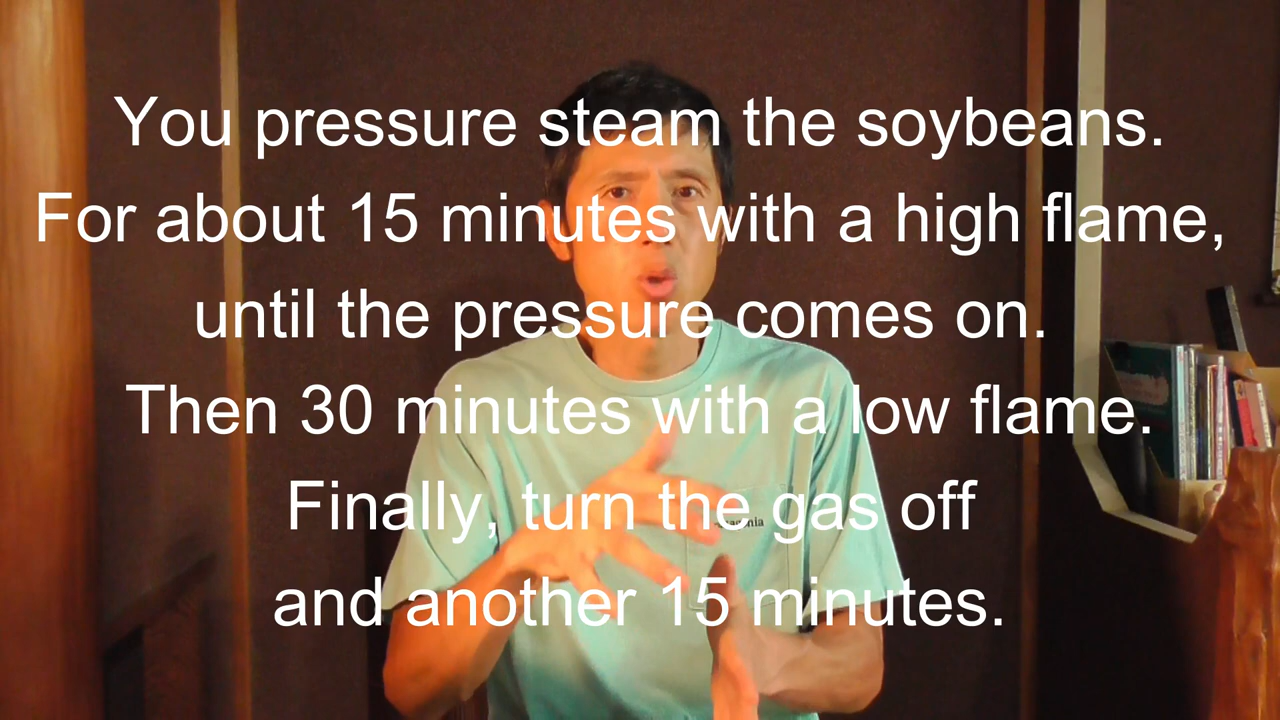 You pressure steam the soybeans.
For about 15 minutes with a high flame,
until the pressure comes on.
Then 30 minutes with a low flame.
Finally, turn the gas off
and another 15 minutes.